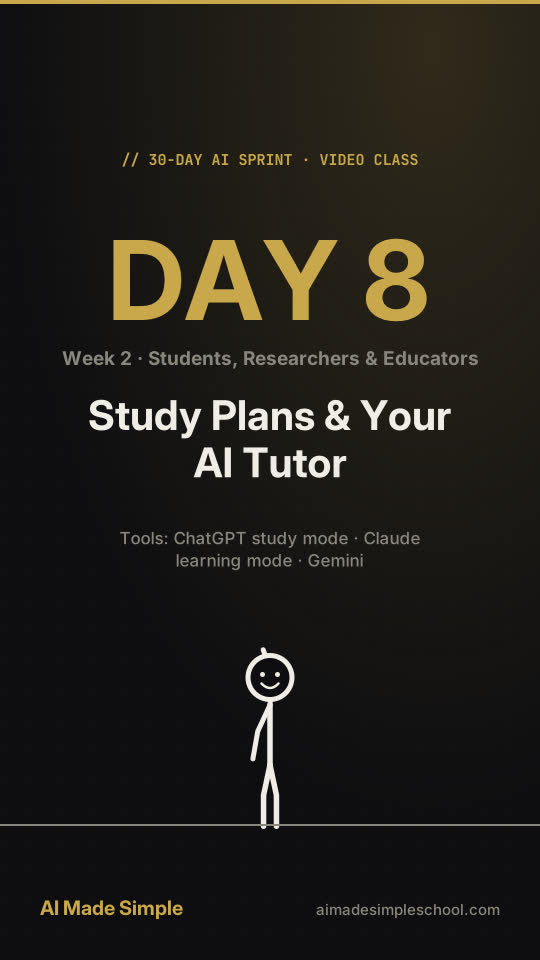 // 30-DAY AI SPRINT · VIDEO CLASS
DAY 8
Week 2 · Students, Researchers & Educators
Study Plans & Your
AI Tutor
Tools: ChatGPT study mode · Claude
learning mode · Gemini
AI Made Simple
aimadesimpleschool.com